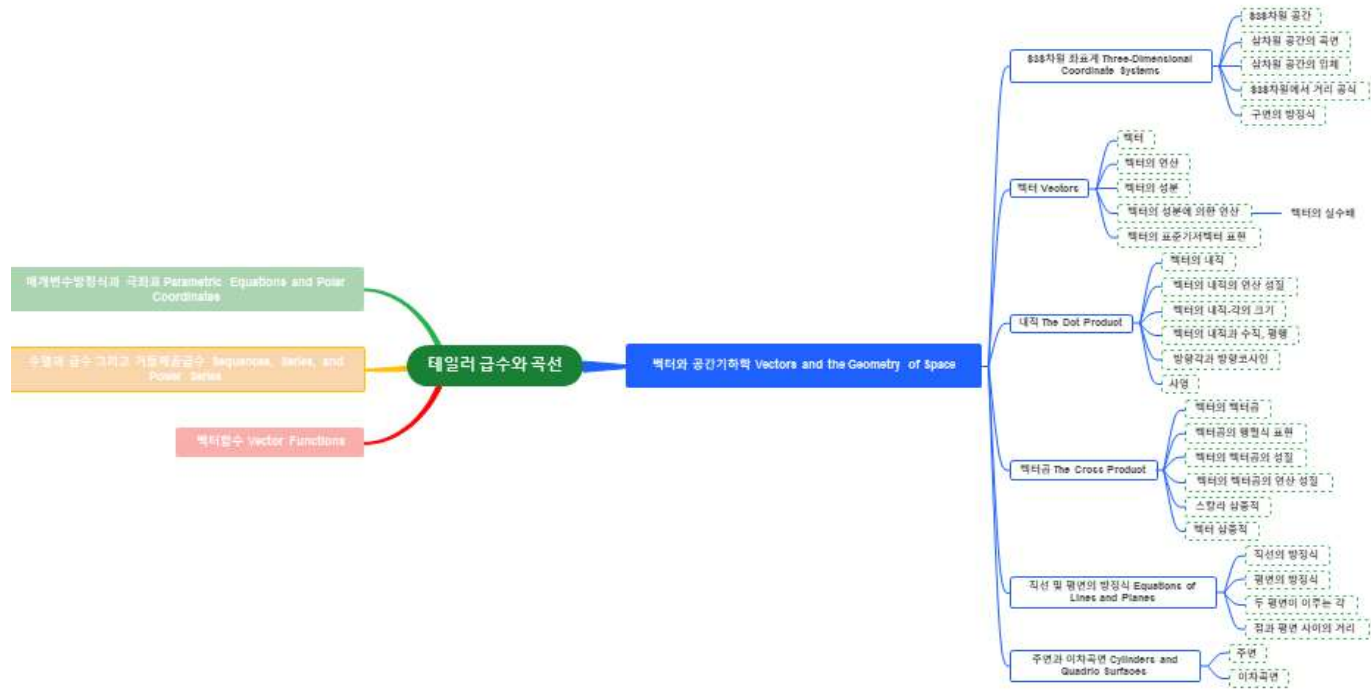 매개변수방정식과 극좌표 Parametric Equations and Polar
Coordinates
수열과 급수 그리고 거듭제곱급수 Sequences, Series, and
Power Series
벡터함수 Vector Functions
테일러 급수와 곡선
벡터와 공간기하학 Vectors and the Geometry of Space
$3$차원 좌표계 Three-Dimensional
Coordinate Systems
$3$차원 공간
삼차원 공간의 곡면
삼차원 공간의 입체
$3$차원에서 거리 공식
구면의 방정식
벡터 Vectors
벡터
벡터의 연산
벡터의 성분
벡터의 성분에 의한 연산
벡터의 실수배
벡터의 표준기저벡터 표현
내적 The Dot Product
벡터의 내적
벡터의 내적의 연산 성질
벡터의 내적-각의 크기
벡터의 내적과 수직, 평행
방향각과 방향코사인
사영
벡터곱 The Cross Product
벡터의 벡터곱
벡터곱의 행렬식 표현
벡터의 벡터곱의 성질
벡터의 벡터곱의 연산 성질
스칼라 삼중적
벡터 삼중적
직선 및 평면의 방정식 Equations of
Lines and Planes
직선의 방정식
평면의 방정식
두 평면이 이루는 각
점과 평면 사이의 거리
주면과 이차곡면 Cylinders and
Quadric Surfaces
주면
이차곡면